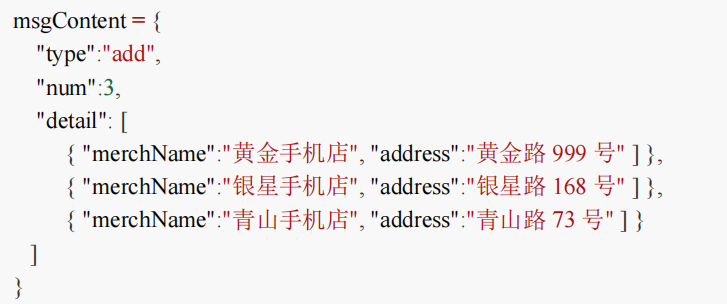 msgContent = {
"type":"add",
"num":3,
"detail": [
{ "merchName":"黄金手机店", "address":"黄金路 999 号" ] },
{ "merchName":"银星手机店", "address":"银星路 168 号" ] },
{ "merchName":"青山手机店", "address":"青山路 73 号" ] }
]
}